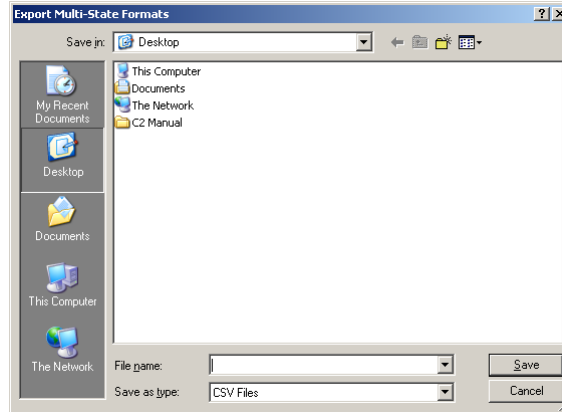 Export Multi-State Formats
Save in:
Desktop
My Recent Documents
Desktop
Documents
This Computer
The Network
This Computer
Documents
The Network
C2 Manual
File name:
Save
Save as type:
CSV Files
Cancel